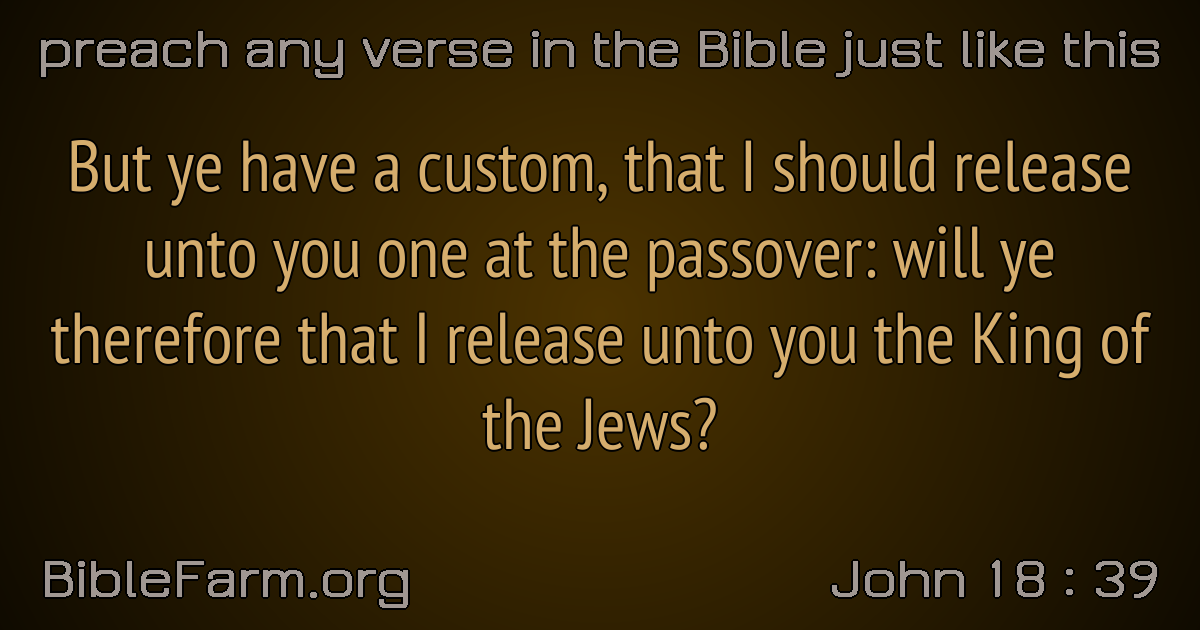 preach any verse in the Bible just like this
But ye have a custom, that I should release
unto you one at the passover: will ye
therefore that I release unto you the King of
the Jews?
BibleFarm.org
John 18 : 39